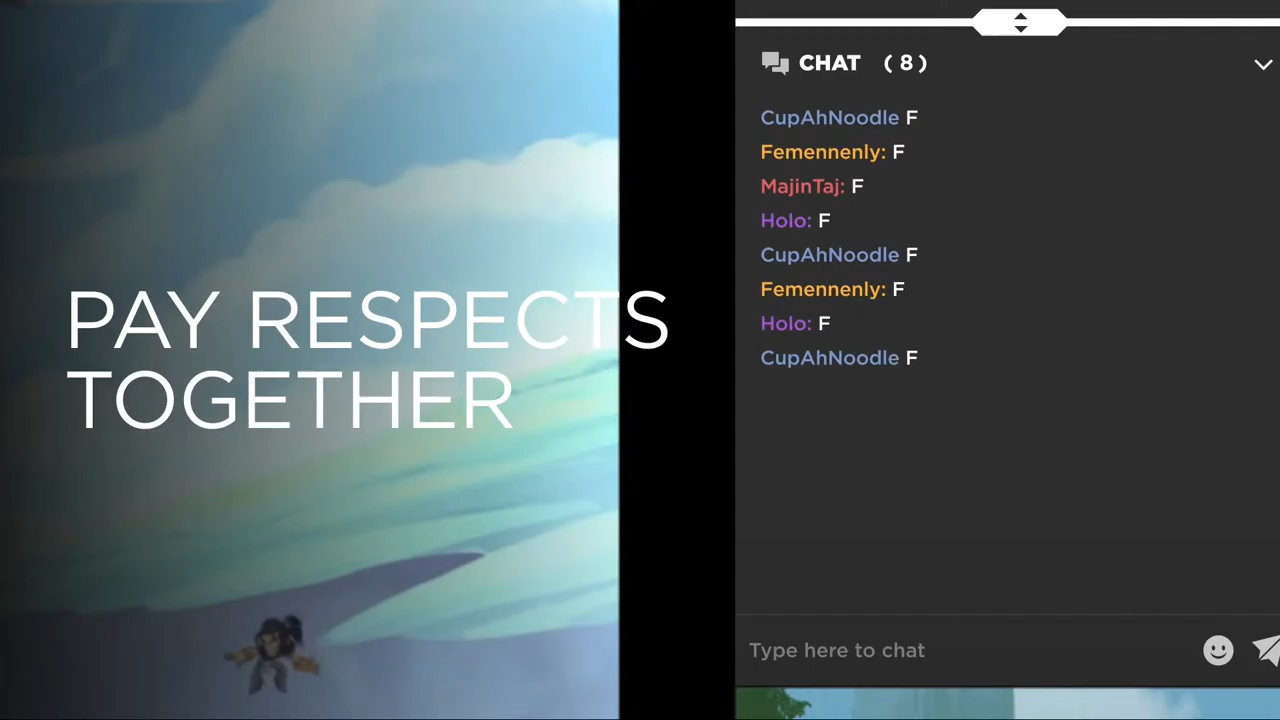 PAY RESPECTS
TOGETHER
CHAT (8)
CupAhNoodle F
Femennenly: F
MajinTaj: F
Holo: F
CupAhNoodle F
Femennenly: F
Holo: F
CupAhNoodle F
Type here to chat